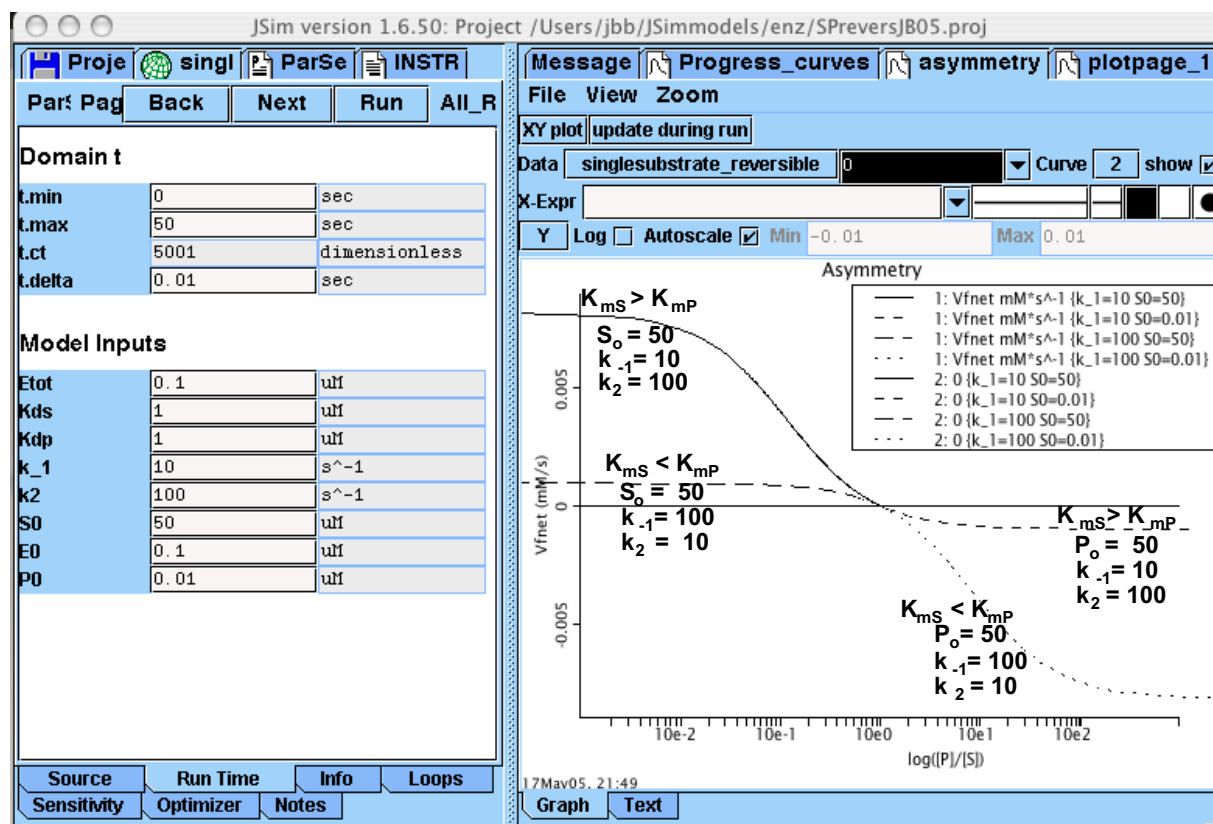 JSim version 1.6.50: Project /Users/jbb/JSimmodels/enz/SPreversJB05.proj
Proje singl ParSe INSTR
Pag Back Next Run All_R
Domain t
t.min 0 sec
t.max 50 sec
t.ct 5001 dimensionless
t.delta 0.01 sec
Model Inputs
Etot 0.1 uM
Kds 1 uM
Kdp 1 uM
k_1 10 s^-1
k2 100 s^-1
S0 50 uM
E0 0.1 uM
P0 0.01 uM
Source Run Time Info Loops
Sensitivity Optimizer Notes
Message Progress_curves asymmetry plotpage_1
File View Zoom
XY plot update during run
Data singlesubstrate_reversible 0 Curve 2 show
X-Expr
Y Log Autoscale Min -0.01 Max 0.01
Asymmetry
1: Vfnet mM*s^-1 {k_1=10 S0=50}
1: Vfnet mM*s^-1 {k_1=10 S0=0.01}
1: Vfnet mM*s^-1 {k_1=100 S0=50}
1: Vfnet mM*s^-1 {k_1=100 S0=0.01}
2: 0 {k_1=10 S0=50}
2: 0 {k_1=10 S0=0.01}
2: 0 {k_1=100 S0=50}
2: 0 {k_1=100 S0=0.01}
KmS > KmP
So = 50
k-1= 10
k2 = 100
KmS < KmP
So = 50
k-1= 100
k2 = 10
KmS> KmP
Po = 50
k-1= 10
k2 = 100
KmS < KmP
Po= 50
k-1= 100
k2 = 10
Vfnet (mM/s)
0.005
0
-0.005
10e-2 10e-1 10e0 10e1 10e2
log([P]/[S])
17May05, 21:49
Graph Text